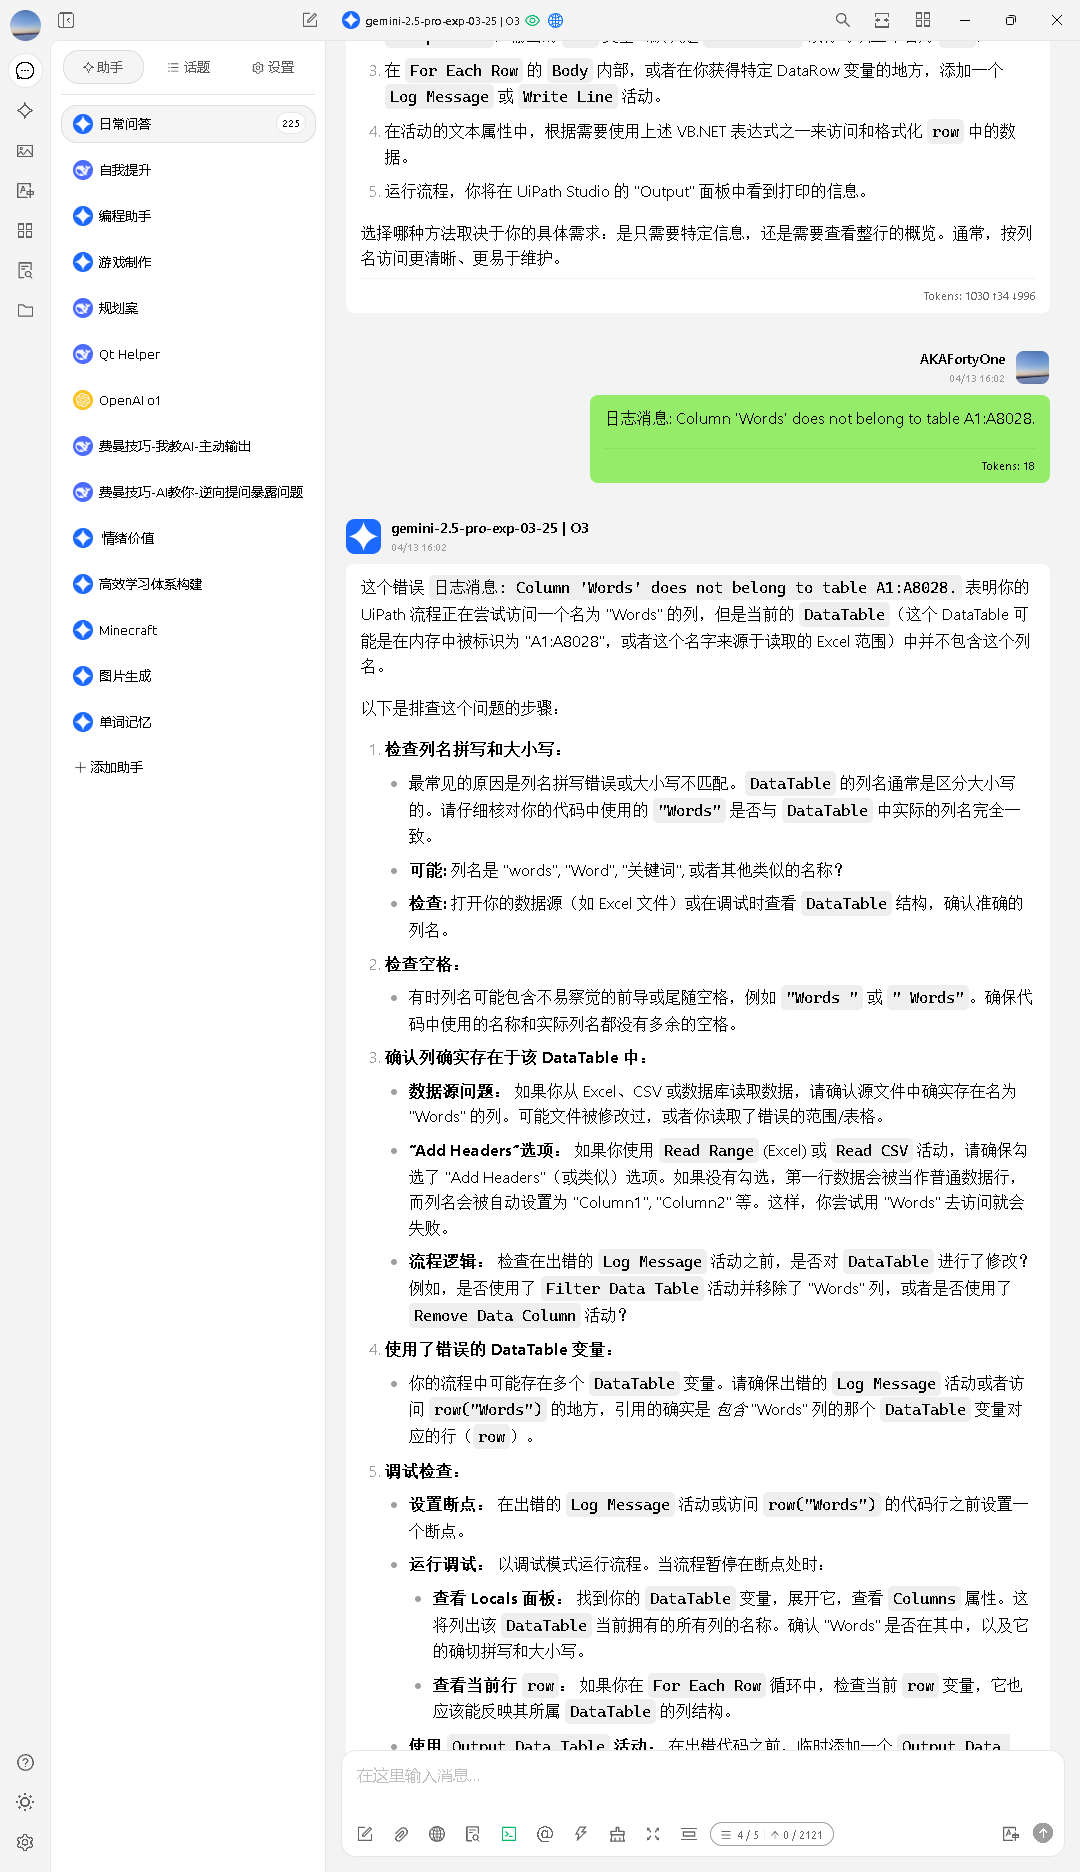 gemini-2.5-pro-exp-03-25 | O3
助手
话题
设置
日常问答
225
自我提升
编程助手
游戏制作
规划案
Qt Helper
OpenAI o1
费曼技巧-我教AI-主动输出
费曼技巧-AI教你-逆向提问暴露问题
情绪价值
高效学习体系构建
Minecraft
图片生成
单词记忆
添加助手
3. 在 For Each Row 的 Body 内部，或者在你获得特定 DataRow 变量的地方，添加一个
Log Message 或 Write Line 活动。
4. 在活动的文本属性中，根据需要使用上述 VB.NET 表达式之一来访问和格式化 row 中的数
据。
5. 运行流程，你将在 UiPath Studio 的 "Output" 面板中看到打印的信息。
选择哪种方法取决于你的具体需求：是只需要特定信息，还是需要查看整行的概览。通常，按列
名访问更清晰、更易于维护。
Tokens: 1030 ↑34 ↓996
AKAFortyOne
04/13 16:02
日志消息: Column 'Words' does not belong to table A1:A8028.
Tokens: 18
gemini-2.5-pro-exp-03-25 | O3
04/13 16:02
这个错误 日志消息: Column 'Words' does not belong to table A1:A8028. 表明你的
UiPath 流程正在尝试访问一个名为 "Words" 的列，但是当前的 DataTable（这个 DataTable 可
能是在内存中被标识为 "A1:A8028"，或者这个名字来源于读取的 Excel 范围）中并不包含这个列
名。
以下是排查这个问题的步骤：
1. 检查列名拼写和大小写：
• 最常见的原因是列名拼写错误或大小写不匹配。DataTable 的列名通常是区分大小写
的。请仔细核对你的代码中使用的 "Words" 是否与 DataTable 中实际的列名完全一
致。
• 可能: 列名是 "words", "Word", "关键词", 或者其他类似的名称？
• 检查: 打开你的数据源（如 Excel 文件）或在调试时查看 DataTable 结构，确认准确的
列名。
2. 检查空格：
• 有时列名可能包含不易察觉的前导或尾随空格，例如 "Words " 或 " Words"。确保代
码中使用的名称和实际列名都没有多余的空格。
3. 确认列确实存在于该 DataTable 中：
• 数据源问题： 如果你从 Excel、CSV 或数据库读取数据，请确认源文件中确实存在名为
"Words" 的列。可能文件被修改过，或者你读取了错误的范围/表格。
• “Add Headers”选项： 如果你使用 Read Range (Excel) 或 Read CSV 活动，请确保勾
选了 "Add Headers"（或类似）选项。如果没有勾选，第一行数据会被当作普通数据行，
而列名会被自动设置为 "Column1", "Column2" 等。这样，你尝试用 "Words" 去访问就会
失败。
• 流程逻辑： 检查在出错的 Log Message 活动之前，是否对 DataTable 进行了修改？
例如，是否使用了 Filter Data Table 活动并移除了 "Words" 列，或者是否使用了
Remove Data Column 活动？
4. 使用了错误的 DataTable 变量：
• 你的流程中可能存在多个 DataTable 变量。请确保出错的 Log Message 活动或者访
问 row("Words") 的地方，引用的确实是 包含 "Words" 列的那个 DataTable 变量对
应的行（row）。
5. 调试检查：
• 设置断点： 在出错的 Log Message 活动或访问 row("Words") 的代码行之前设置一
个断点。
• 运行调试： 以调试模式运行流程。当流程暂停在断点处时：
• 查看 Locals 面板： 找到你的 DataTable 变量，展开它，查看 Columns 属性。这
将列出该 DataTable 当前拥有的所有列的名称。确认 "Words" 是否在其中，以及它
的确切拼写和大小写。
• 查看当前行 row： 如果你在 For Each Row 循环中，检查当前 row 变量，它也
应该能反映其所属 DataTable 的列结构。
• 使用 Output Data Table 活动： 在出错代码之前，临时添加一个 Output Data
在这里输入消息...
4 / 5
↑ 0 / 2121